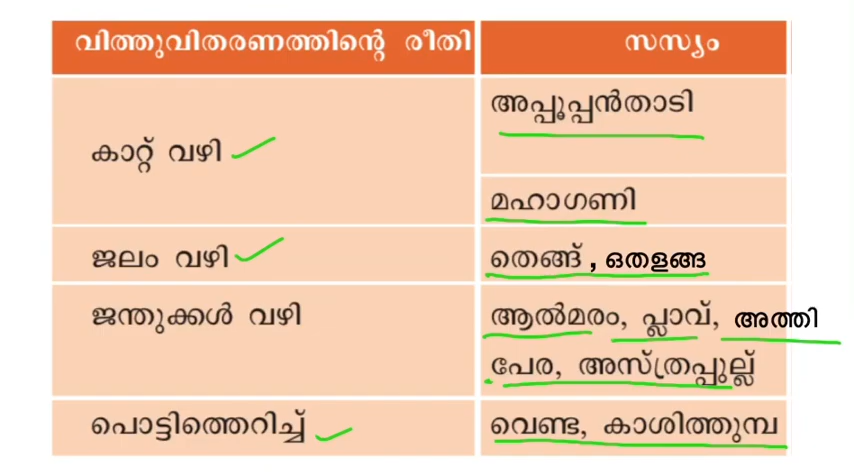 വിത്തുവിതരണത്തിന്റെ രീതി സസ്യം
കാറ്റ് വഴി അപ്പൂപ്പൻതാടി
മഹാഗണി
ജലം വഴി തെങ്ങ് , ഒതളങ്ങ
ജന്തുക്കൾ വഴി ആൽമരം, പ്ലാവ്, അത്തി
പേര, അസ്ത്രപ്പുല്ല്
പൊട്ടിത്തെറിച്ച് വെണ്ട, കാശിത്തുമ്പ